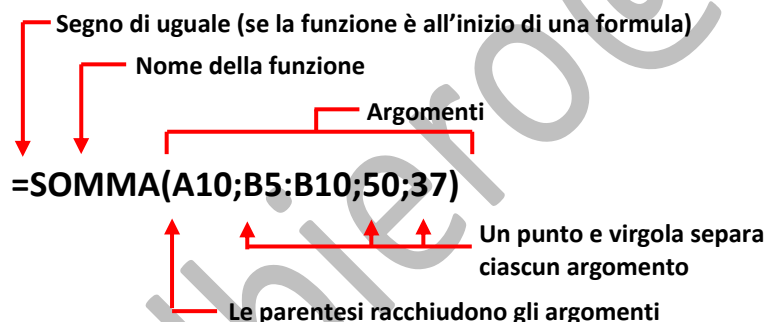 Segno di uguale (se la funzione è all’inizio di una formula)
Nome della funzione
Argomenti
=SOMMA(A10;B5:B10;50;37)
Un punto e virgola separa
ciascun argomento
Le parentesi racchiudono gli argomenti